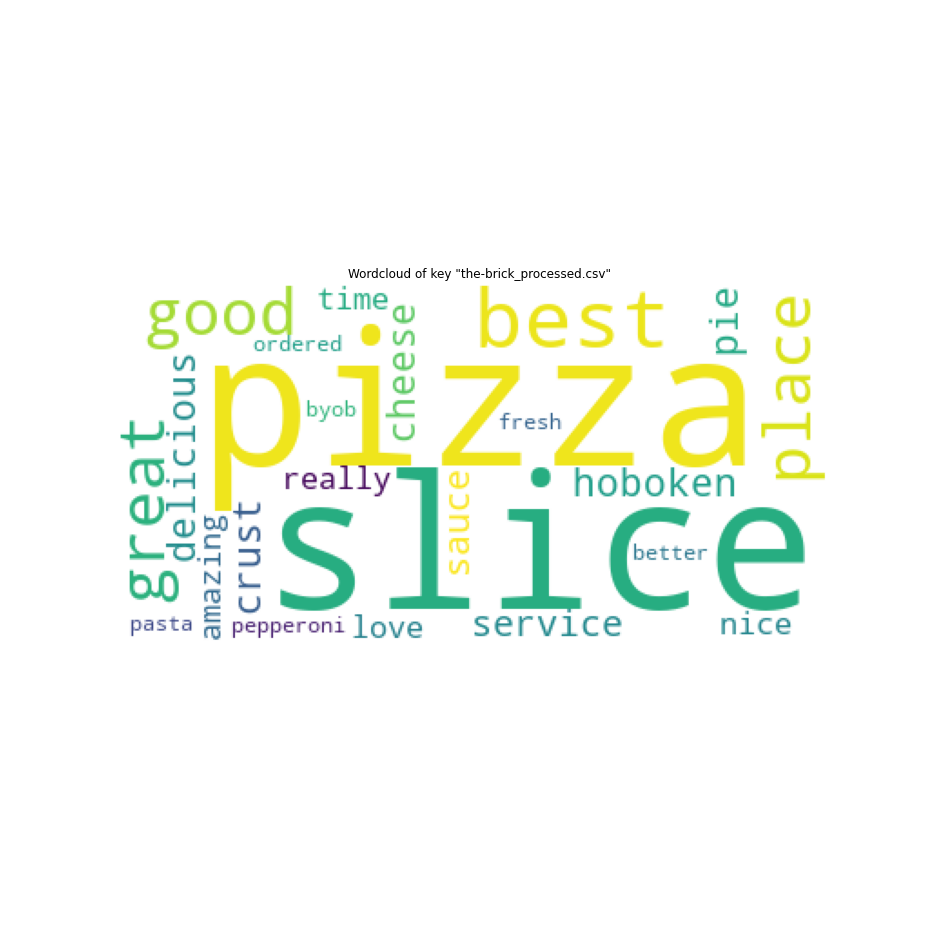 Wordcloud of key "the-brick_processed.csv"
good
time
best
pie
place
ordered
cheese
delicious
pizza
byob
fresh
great
really
sauce
hoboken
slice
crust
amazing
better
pasta
pepperoni
love
service
nice